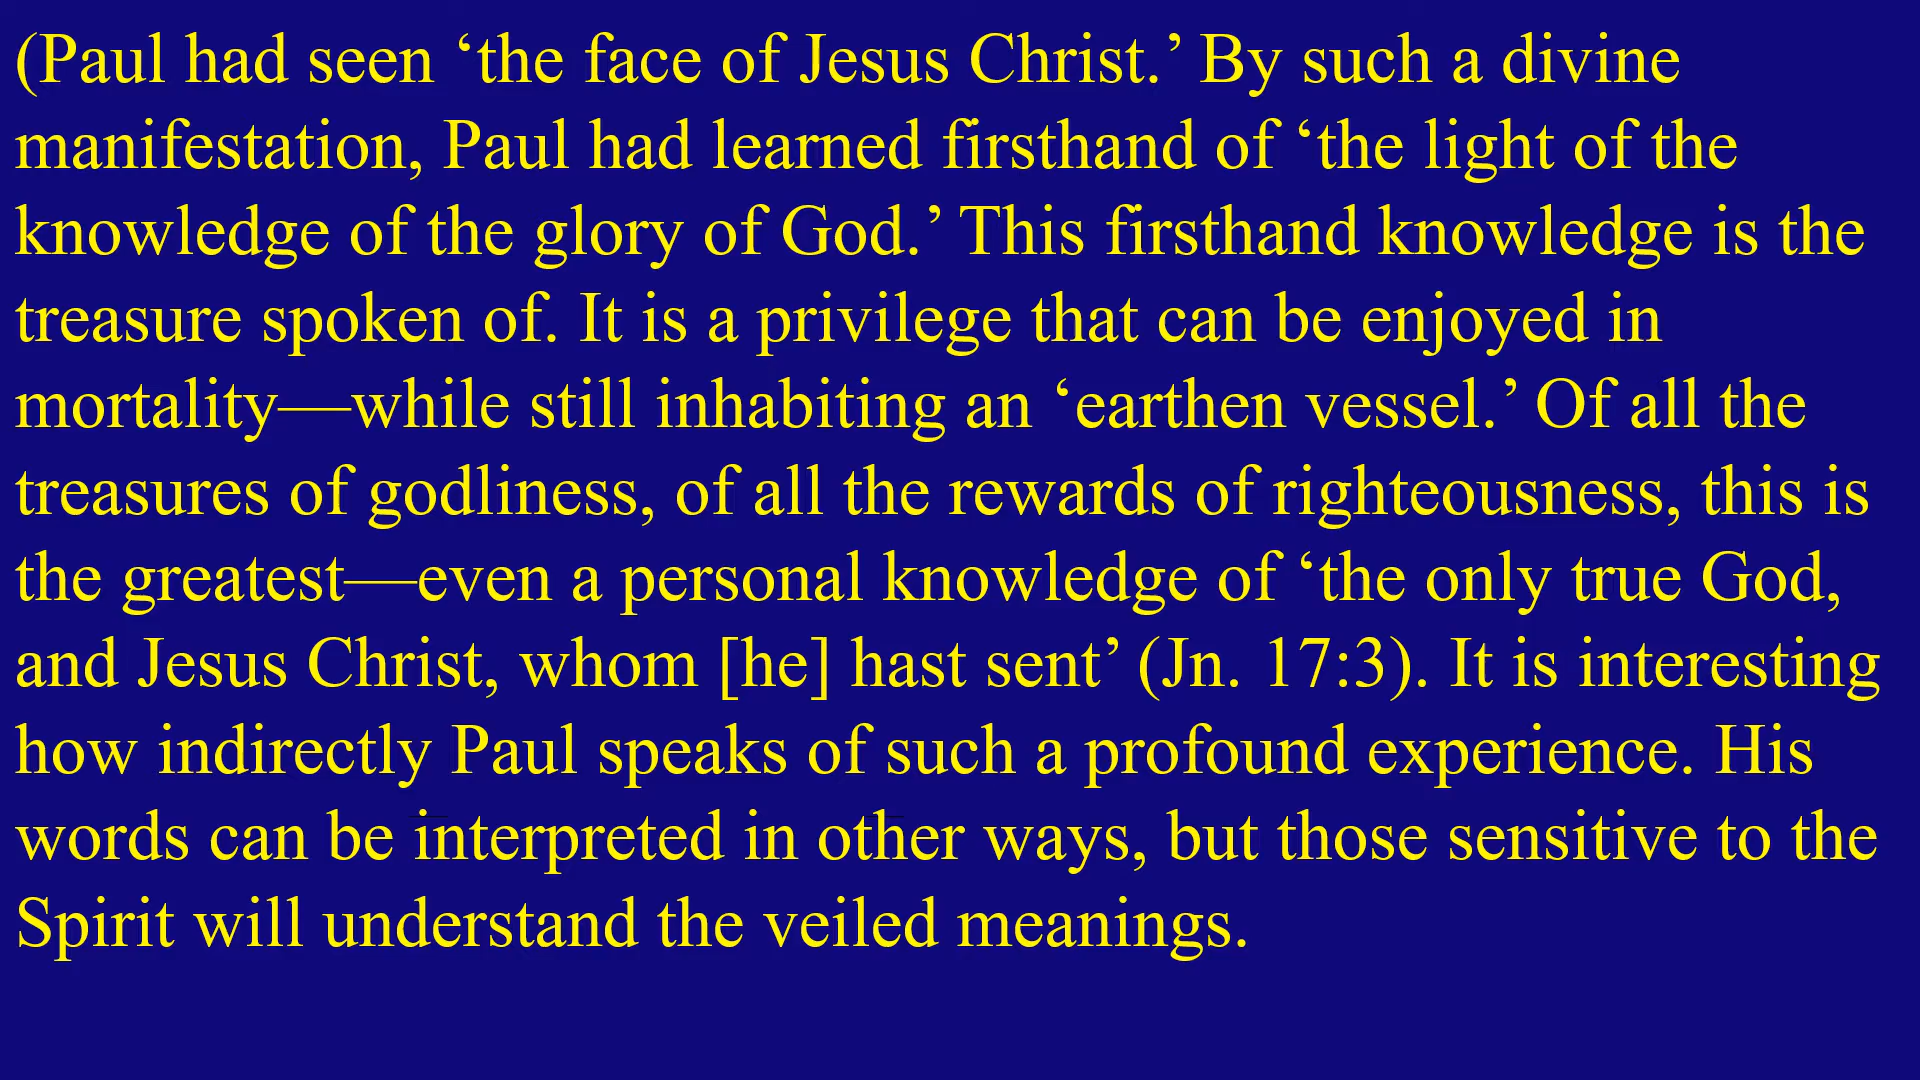 (Paul had seen ‘the face of Jesus Christ.’ By such a divine
manifestation, Paul had learned firsthand of ‘the light of the
knowledge of the glory of God.’ This firsthand knowledge is the
treasure spoken of. It is a privilege that can be enjoyed in
mortality—while still inhabiting an ‘earthen vessel.’ Of all the
treasures of godliness, of all the rewards of righteousness, this is
the greatest—even a personal knowledge of ‘the only true God,
and Jesus Christ, whom [he] hast sent’ (Jn. 17:3). It is interesting
how indirectly Paul speaks of such a profound experience. His
words can be interpreted in other ways, but those sensitive to the
Spirit will understand the veiled meanings.